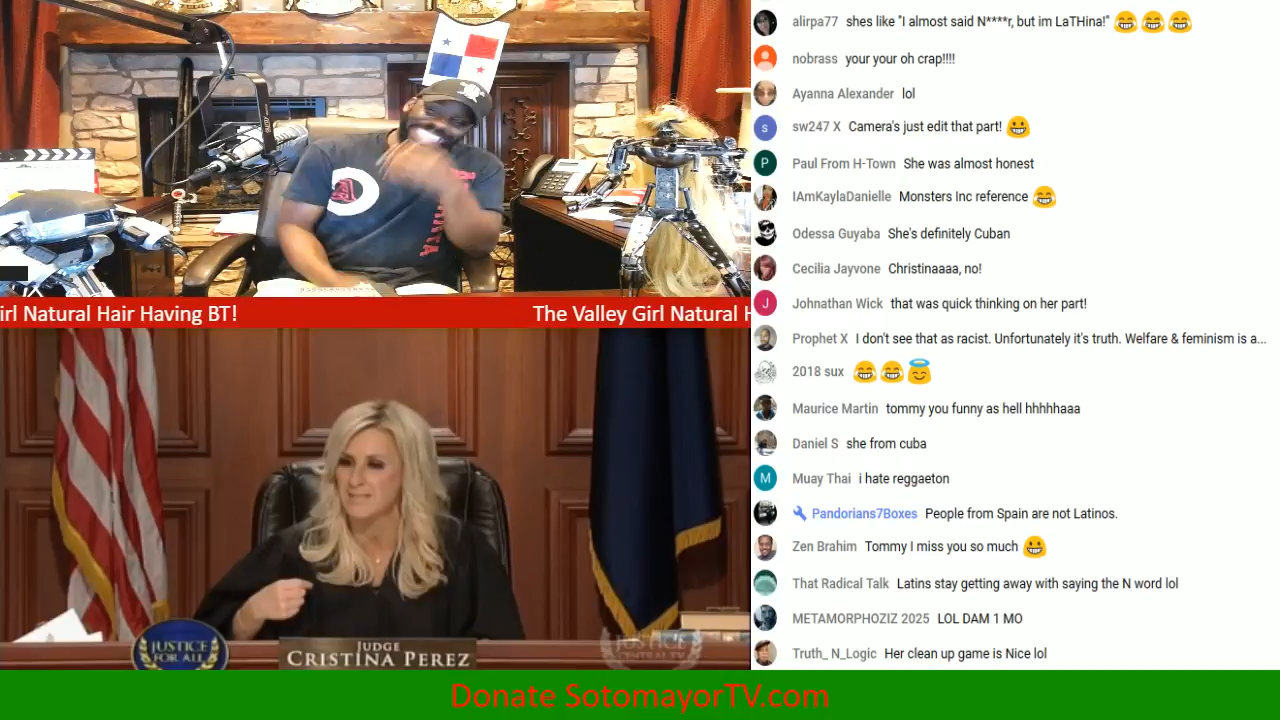 irl Natural Hair Having BT!
The Valley Girl Natural H
JUSTICE
FOR ALL
JUDGE
CRISTINA PEREZ
JUSTICE
CENTRAL.TV
Donate SotomayorTV.com
alirpa77 shes like "I almost said N****r, but im LaTHina!" 😂 😂 😂
nobrass your your oh crap!!!!
Ayanna Alexander lol
s
sw247 X Camera's just edit that part! 😀
P
Paul From H-Town She was almost honest
IAmKaylaDanielle Monsters Inc reference 😂
Odessa Guyaba She's definitely Cuban
Cecilia Jayvone Christinaaaa, no!
J
Johnathan Wick that was quick thinking on her part!
Prophet X I don't see that as racist. Unfortunately it's truth. Welfare & feminism is a...
2018 sux 😂 😂 😇
Maurice Martin tommy you funny as hell hhhhhaaa
Daniel S she from cuba
M
Muay Thai i hate reggaeton
Pandorians7Boxes People from Spain are not Latinos.
Zen Brahim Tommy I miss you so much 😀
That Radical Talk Latins stay getting away with saying the N word lol
METAMORPHOZIZ 2025 LOL DAM 1 MO
Truth_ N_Logic Her clean up game is Nice lol